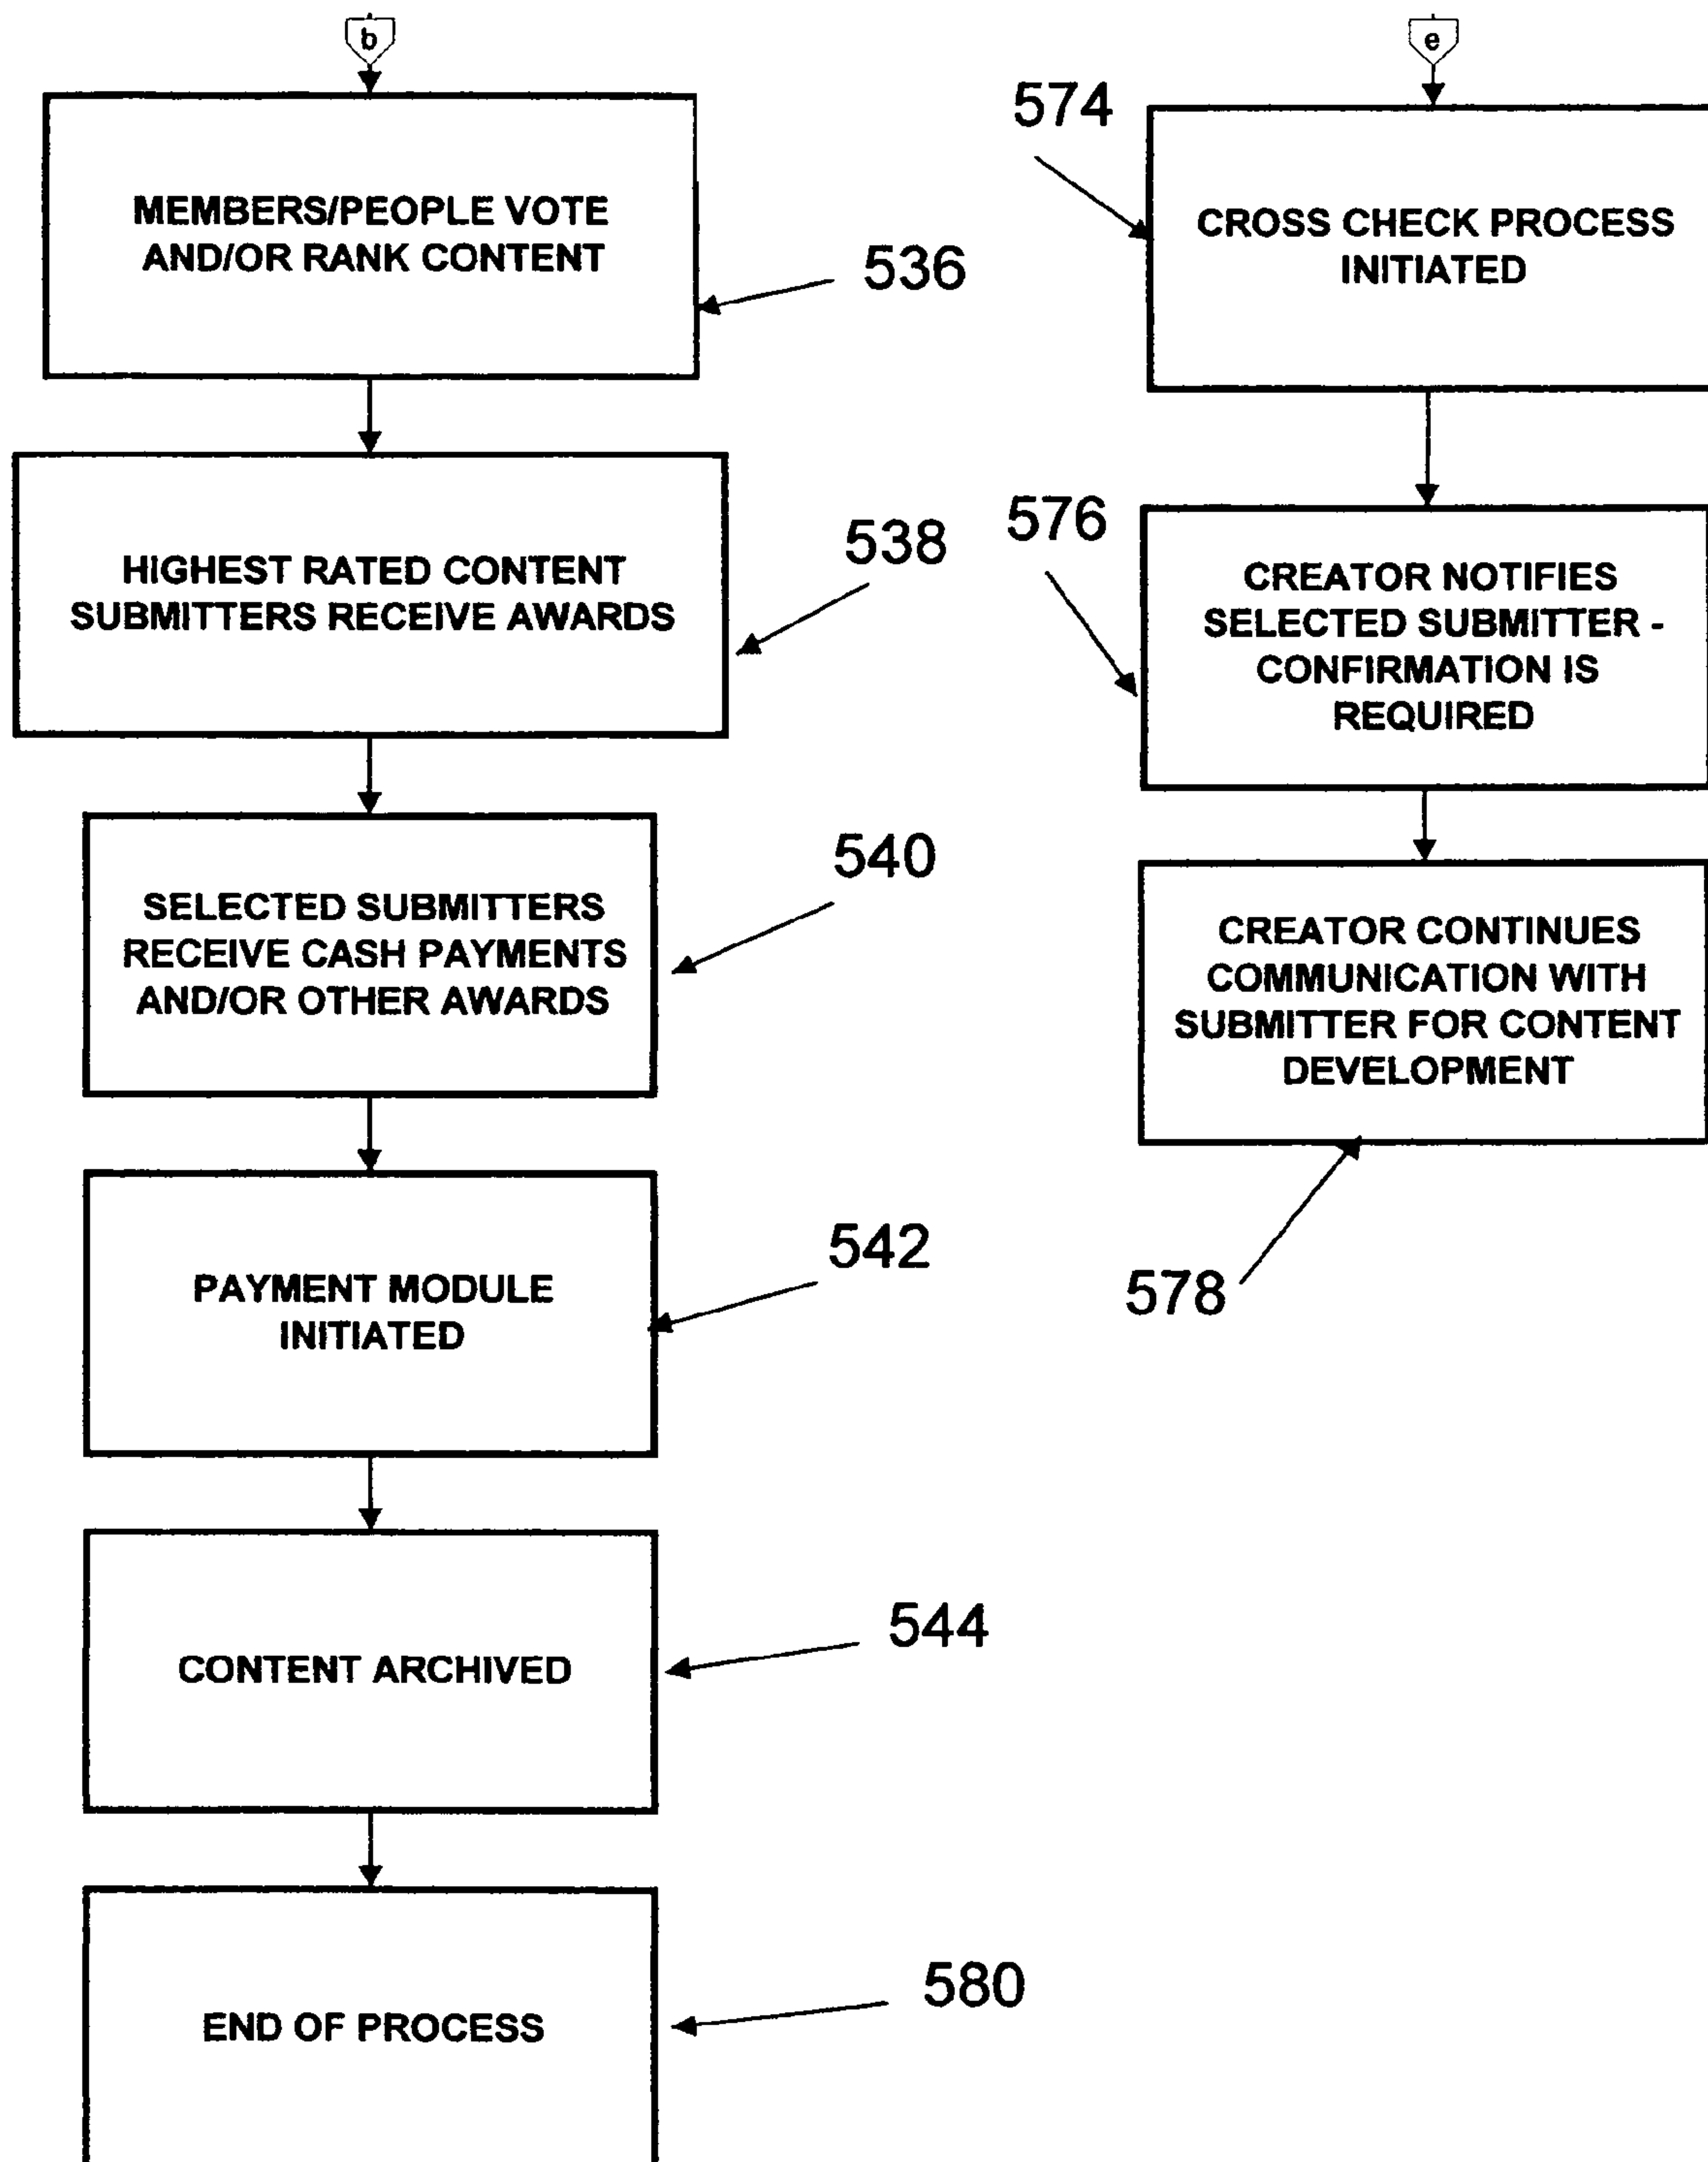 b
MEMBERS/PEOPLE VOTE
AND/OR RANK CONTENT
536
HIGHEST RATED CONTENT
SUBMITTERS RECEIVE AWARDS
538
SELECTED SUBMITTERS
RECEIVE CASH PAYMENTS
AND/OR OTHER AWARDS
540
PAYMENT MODULE
INITIATED
542
CONTENT ARCHIVED
544
END OF PROCESS
580
e
574
CROSS CHECK PROCESS
INITIATED
576
CREATOR NOTIFIES
SELECTED SUBMITTER -
CONFIRMATION IS
REQUIRED
CREATOR CONTINUES
COMMUNICATION WITH
SUBMITTER FOR CONTENT
DEVELOPMENT
578